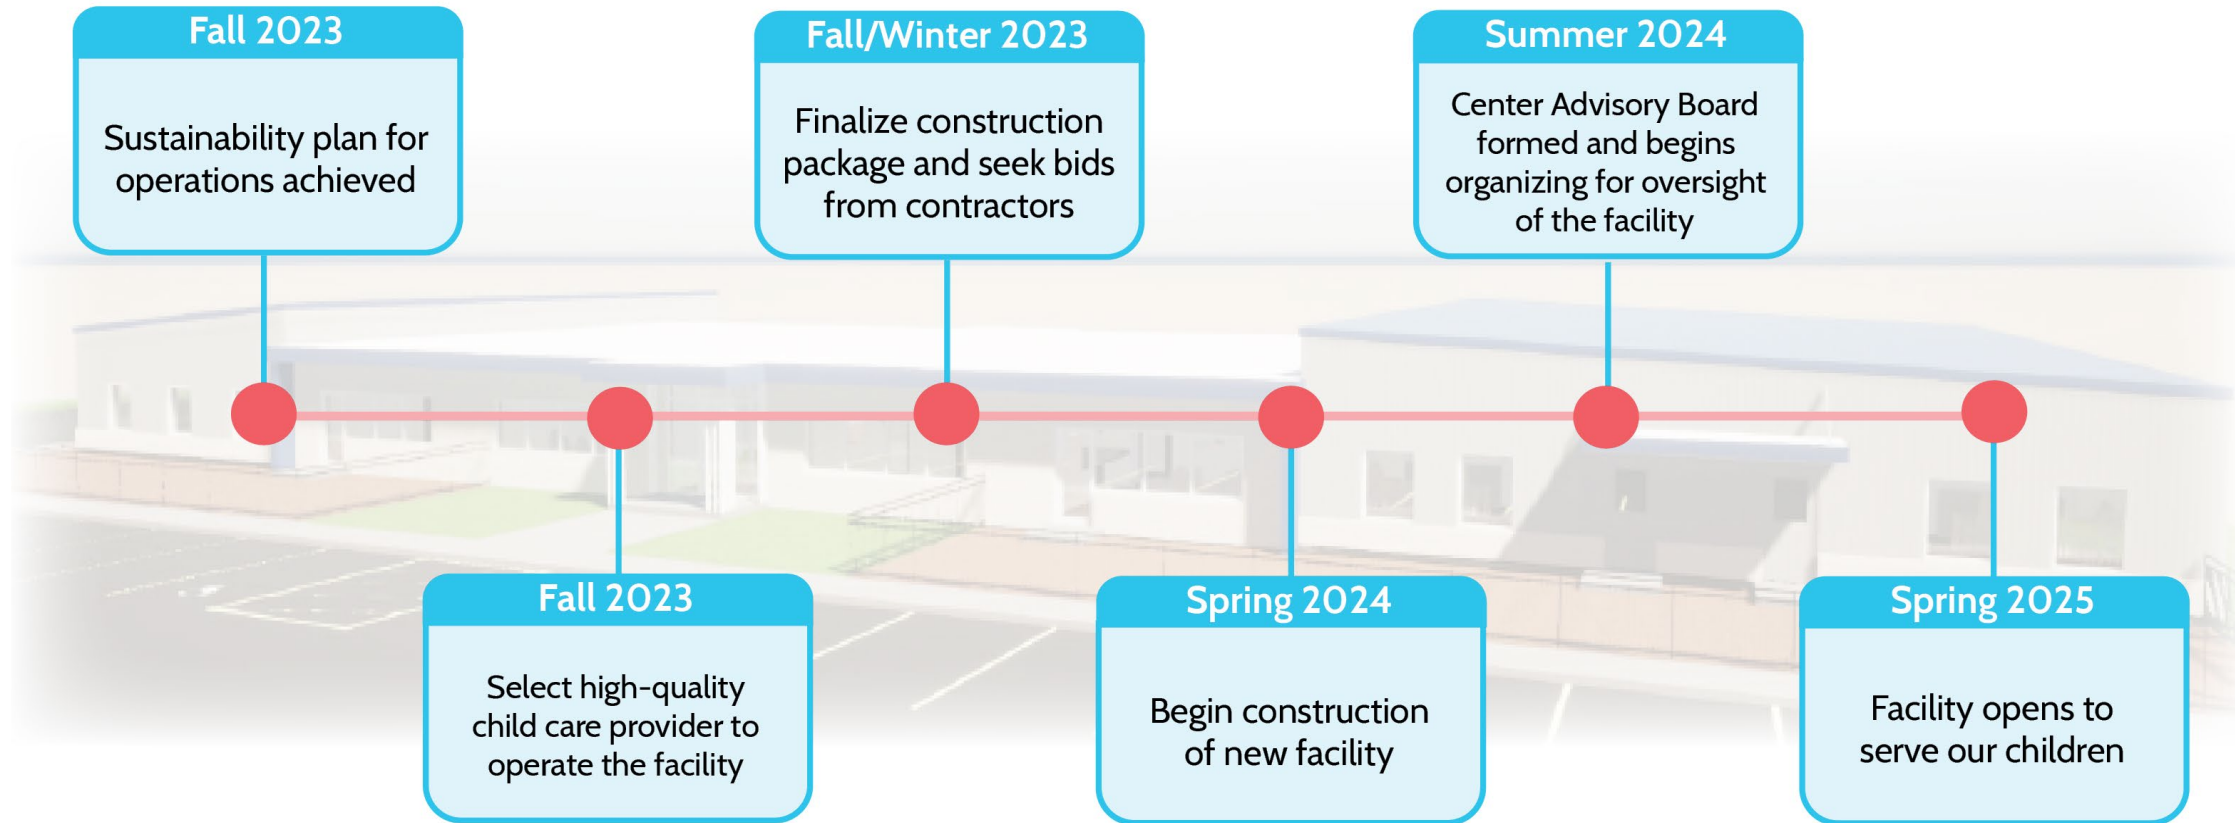 Fall 2023
Sustainability plan for
operations achieved
Fall 2023
Select high-quality
child care provider to
operate the facility
Fall/Winter 2023
Finalize construction
package and seek bids
from contractors
Spring 2024
Begin construction
of new facility
Summer 2024
Center Advisory Board
formed and begins
organizing for oversight
of the facility
Spring 2025
Facility opens to
serve our children